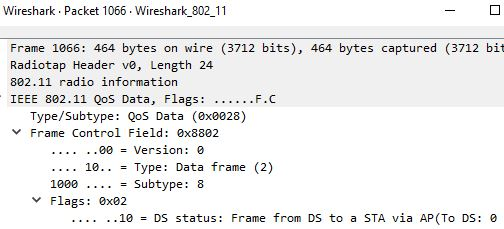 Wireshark · Packet 1066 · Wireshark_802_11
Frame 1066: 464 bytes on wire (3712 bits), 464 bytes captured (3712 bit
Radiotap Header v0, Length 24
802.11 radio information
IEEE 802.11 QoS Data, Flags: ......F.C
Type/Subtype: QoS Data (0x0028)
Frame Control Field: 0x8802
.... ..00 = Version: 0
.... 10.. = Type: Data frame (2)
1000 .... = Subtype: 8
Flags: 0x02
.... ..10 = DS status: Frame from DS to a STA via AP(To DS: 0